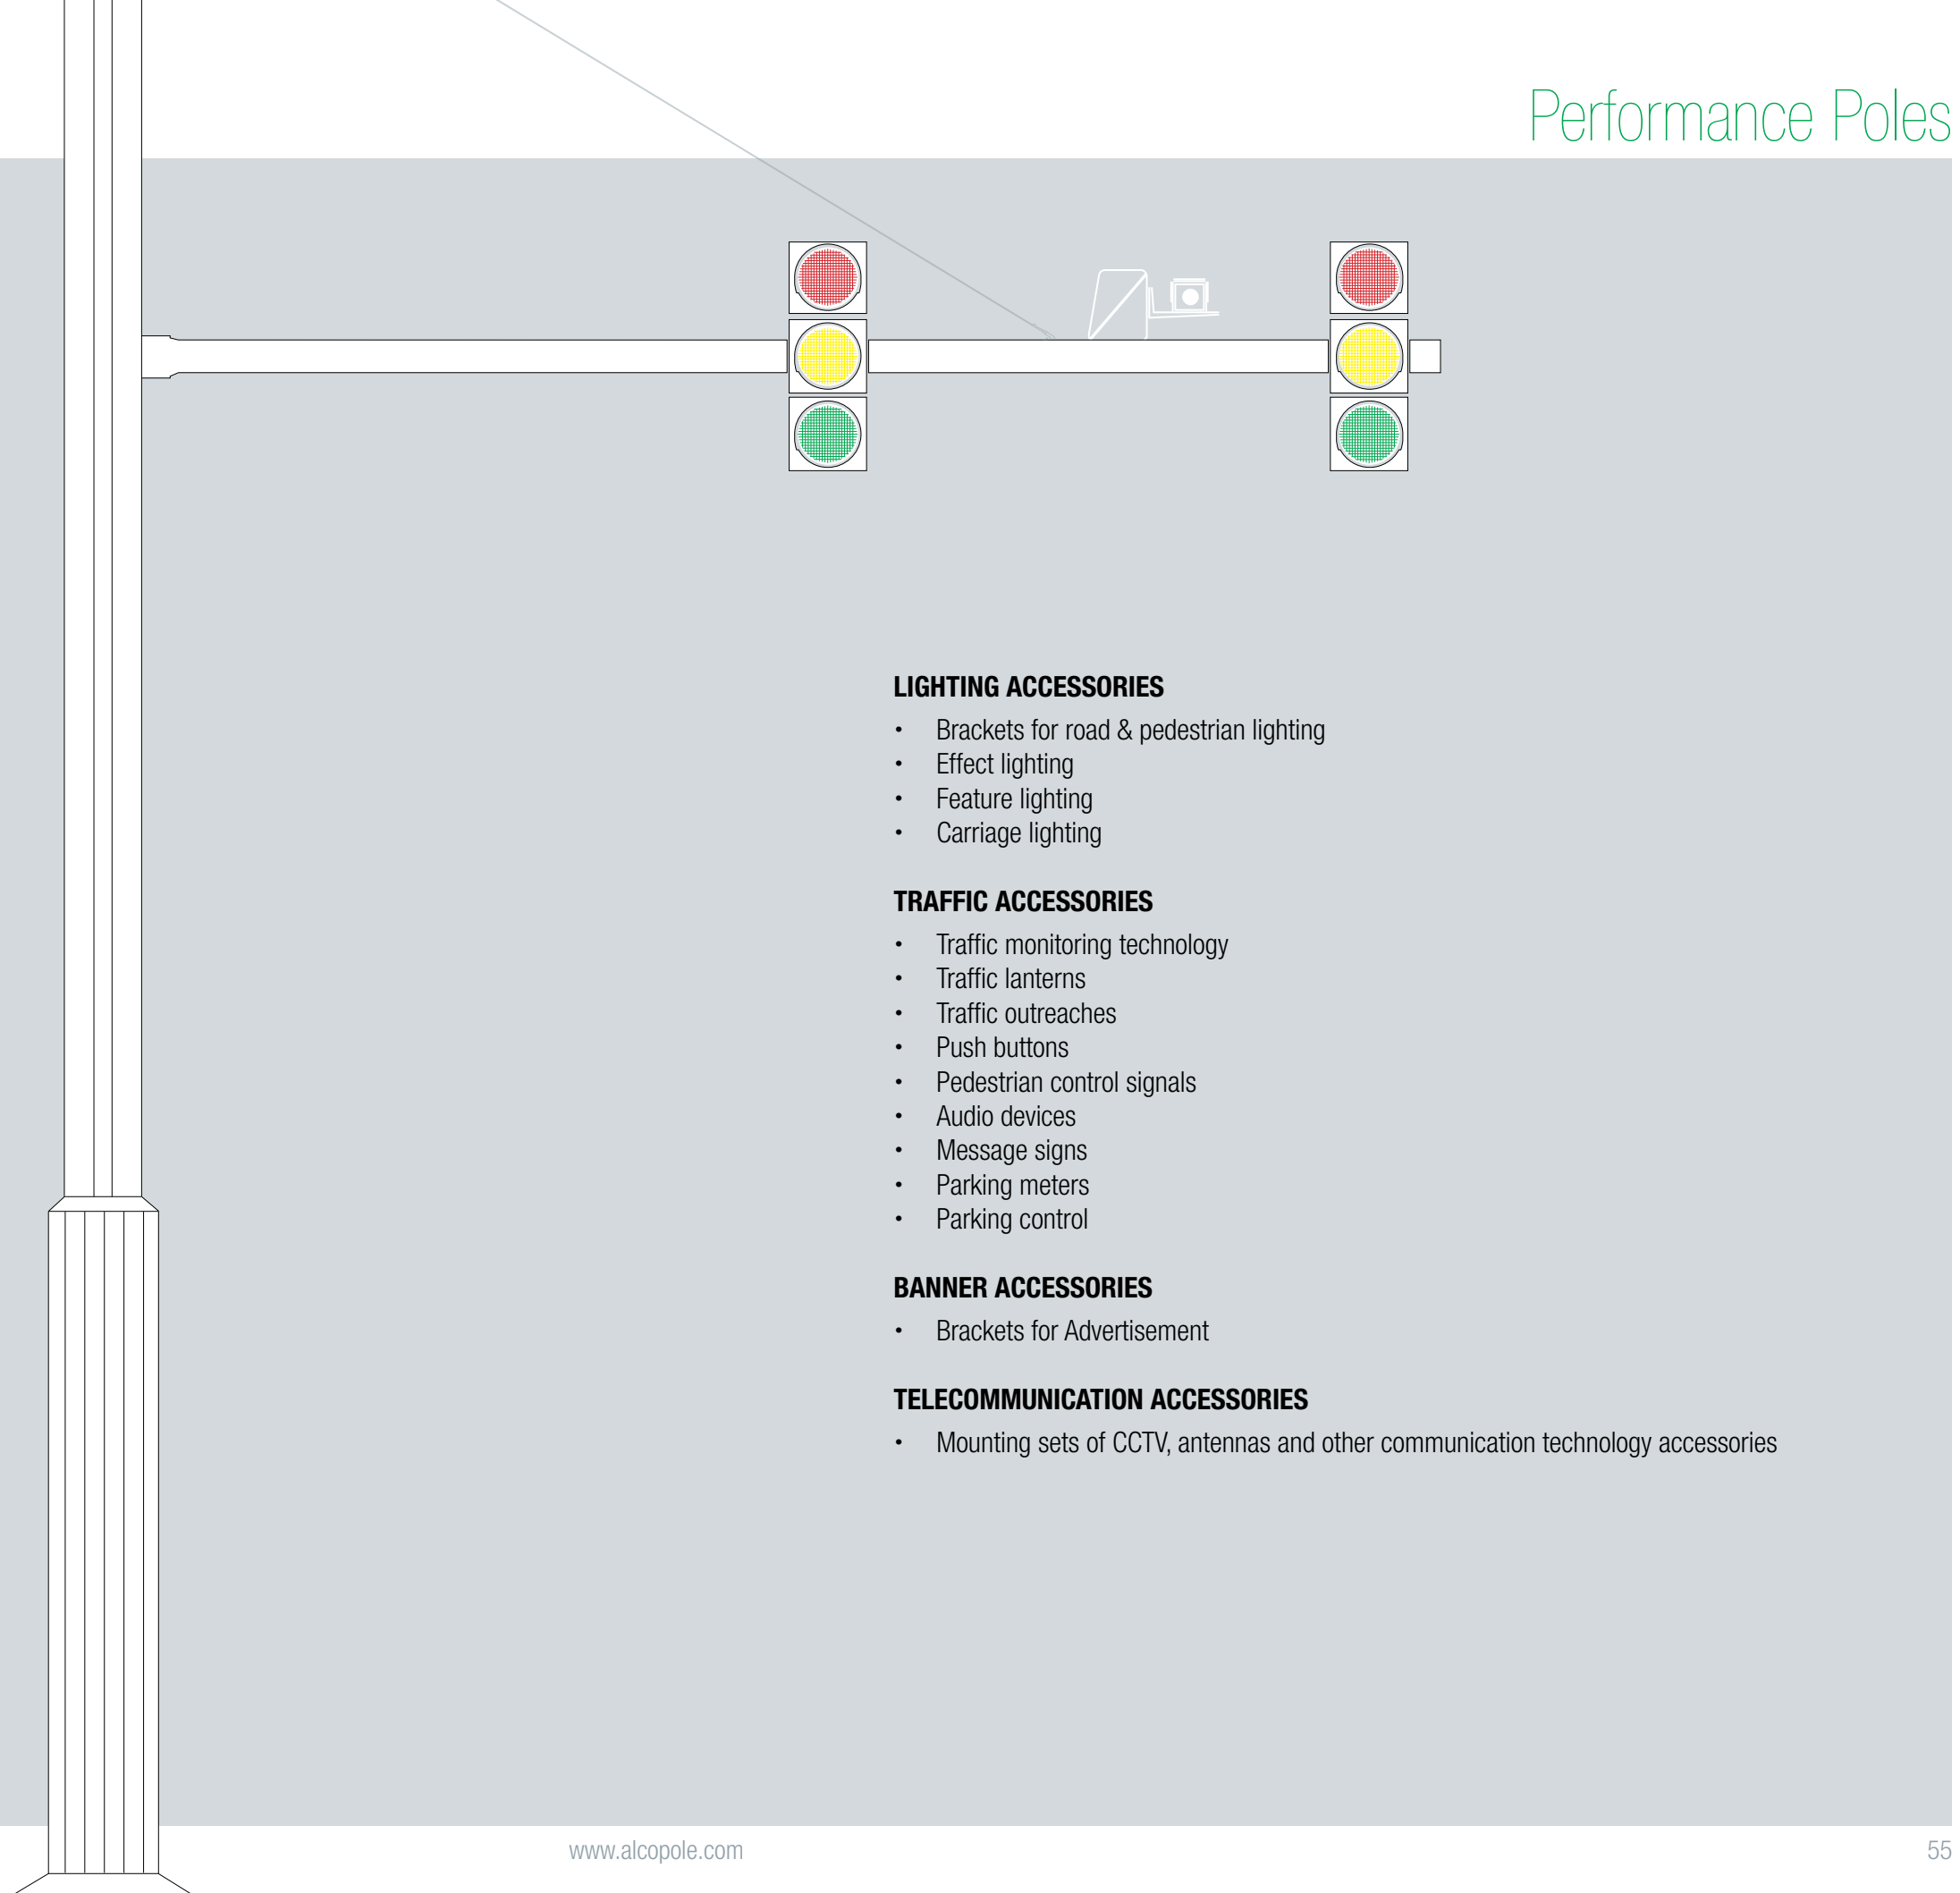 Performance Poles
LIGHTING ACCESSORIES
• Brackets for road & pedestrian lighting
• Effect lighting
• Feature lighting
• Carriage lighting
TRAFFIC ACCESSORIES
• Traffic monitoring technology
• Traffic lanterns
• Traffic outreaches
• Push buttons
• Pedestrian control signals
• Audio devices
• Message signs
• Parking meters
• Parking control
BANNER ACCESSORIES
• Brackets for Advertisement
TELECOMMUNICATION ACCESSORIES
• Mounting sets of CCTV, antennas and other communication technology accessories
www.alcopole.com
55